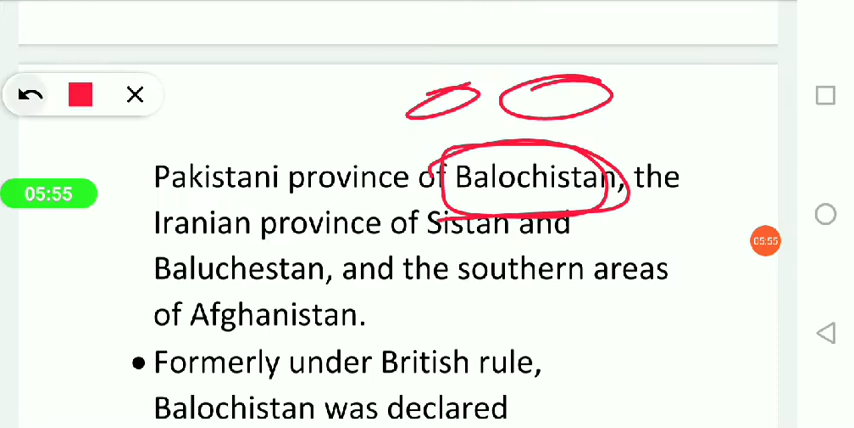 Pakistani province of Balochistan, the
05:55
Iranian province of Sistan and
05:55
Baluchestan, and the southern areas
of Afghanistan.
• Formerly under British rule,
Balochistan was declared